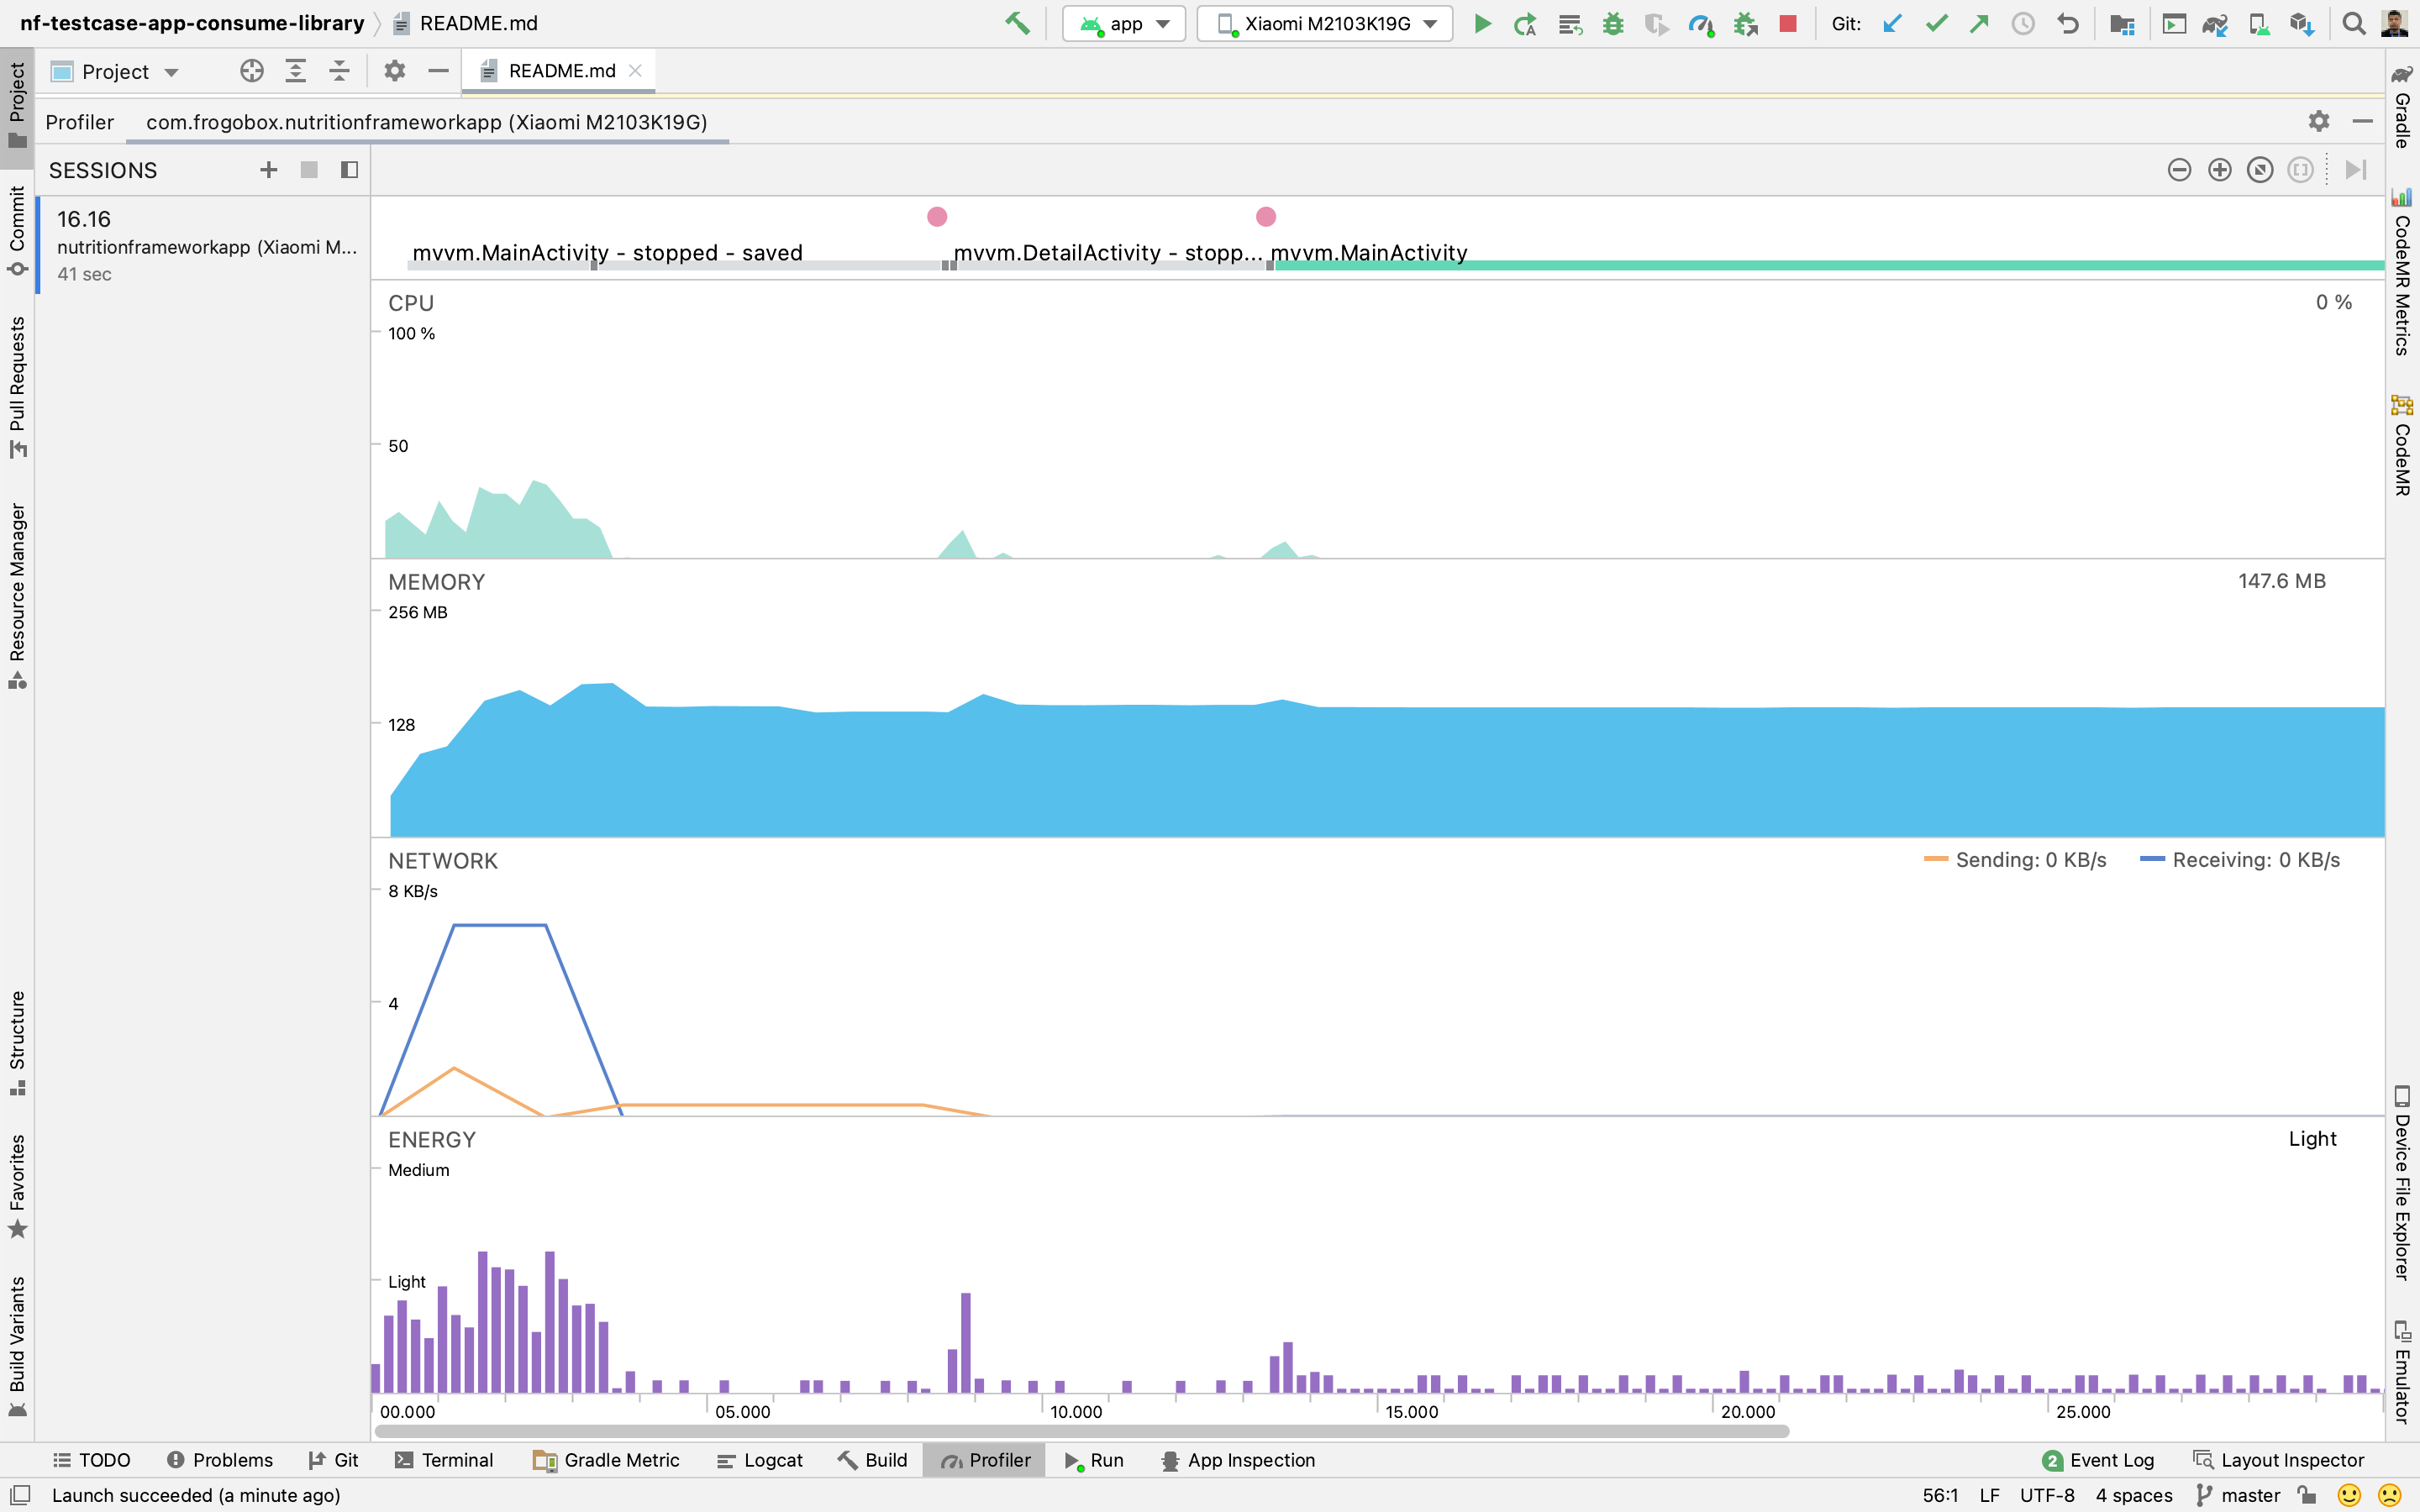 nf-testcase-app-consume-library
README.md
app
Xiaomi M2103K19G
Git:
Project
README.md
Profiler
com.frogobox.nutritionframeworkapp (Xiaomi M2103K19G)
SESSIONS
16.16
nutritionframeworkapp (Xiaomi M...
41 sec
mvvm.MainActivity - stopped - saved
mvvm.DetailActivity - stopp...
mvvm.MainActivity
CPU
0 %
100 %
50
MEMORY
147.6 MB
256 MB
128
NETWORK
Sending: 0 KB/s
Receiving: 0 KB/s
8 KB/s
4
ENERGY
Light
Medium
Light
00.000
05.000
10.000
15.000
20.000
25.000
Project
Commit
Pull Requests
Resource Manager
Structure
Favorites
Build Variants
Gradle
CodeMR Metrics
CodeMR
Device File Explorer
Emulator
TODO
Problems
Git
Terminal
Gradle Metric
Logcat
Build
Profiler
Run
App Inspection
2
Event Log
Layout Inspector
Launch succeeded (a minute ago)
56:1
LF
UTF-8
4 spaces
master